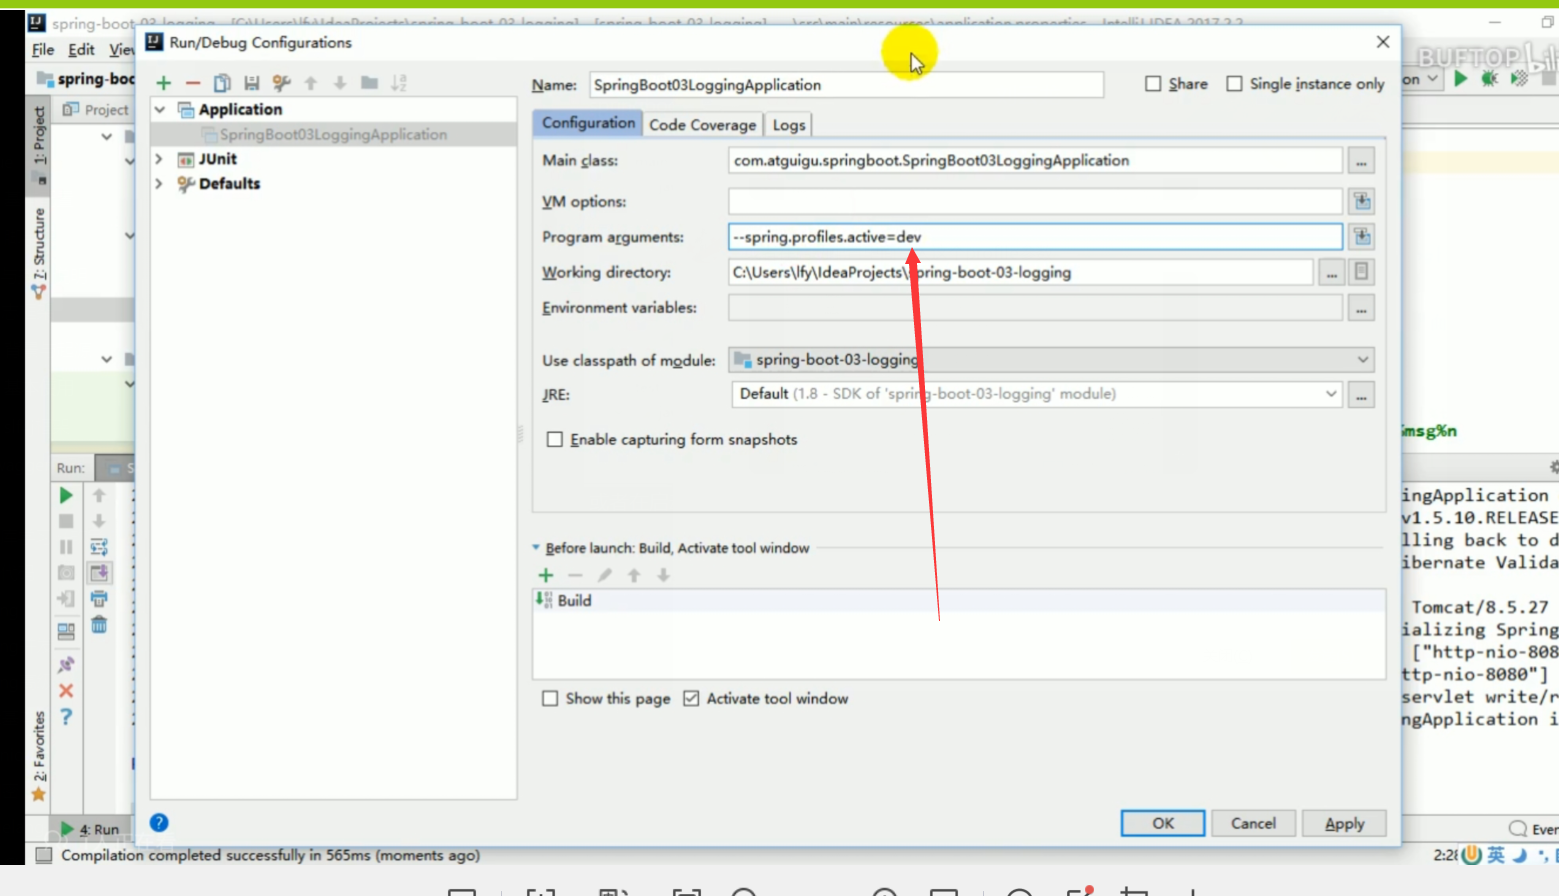 spring-boot-03-logging - [C:\Users\lfy\IdeaProjects\spring-boot-03-logging] - [spring-boot-03-logging] - ...\src\main\resources\application.properties - IntelliJ IDEA 2017.2.2
File Edit View
spring-boo
Run/Debug Configurations
BUFTOP
on
Name: SpringBoot03LoggingApplication
Share
Single instance only
1: Project
Project
Application
SpringBoot03LoggingApplication
JUnit
Defaults
Configuration Code Coverage Logs
Main class: com.atguigu.springboot.SpringBoot03LoggingApplication ...
VM options:
Program arguments: --spring.profiles.active=dev
Working directory: C:\Users\lfy\IdeaProjects\spring-boot-03-logging ...
Environment variables: ...
Use classpath of module: spring-boot-03-logging
JRE: Default (1.8 - SDK of 'spring-boot-03-logging' module) ...
Enable capturing form snapshots
Z: Structure
%msg%n
Run: S
Before launch: Build, Activate tool window
Build
Show this page
Activate tool window
ingApplication
v1.5.10.RELEASE
lling back to d
ibernate Valida
Tomcat/8.5.27
ializing Spring
["http-nio-808
ttp-nio-8080"]
servlet write/r
ngApplication i
2: Favorites
OK Cancel Apply
4: Run
Even
Compilation completed successfully in 565ms (moments ago)
2:28
英